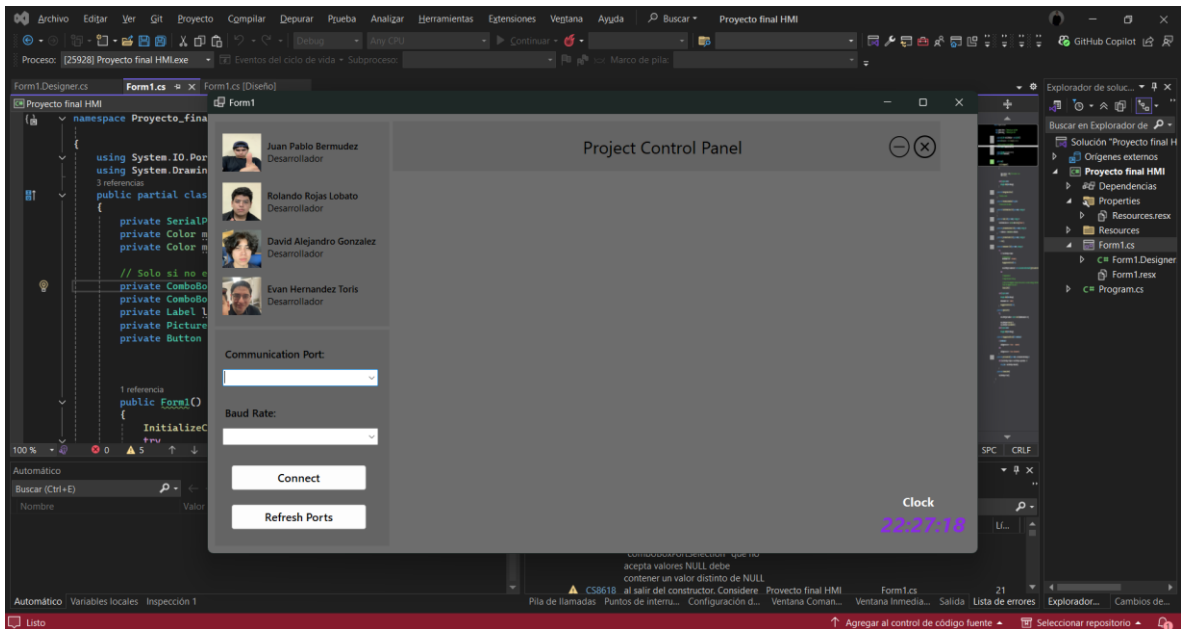 Archivo Editar Ver Git Proyecto Compilar Depurar Prueba Analizar Herramientas Extensiones Ventana Ayuda Buscar Proyecto final HMI
Debug Any CPU Continuar GitHub Copilot
Proceso: [25928] Proyecto final HMI.exe Eventos del ciclo de vida Subproceso: Marco de pila:
Form1.Designer.cs Form1.cs Form1.cs [Diseño]
Proyecto final HMI
namespace Proyecto_fina
{
using System.IO.Por
using System.Drawin
3 referencias
public partial clas
{
private SerialP
private Color m
private Color m
// Solo si no e
private ComboBo
private ComboBo
private Label l
private Picture
private Button
1 referencia
public Form1()
{
InitializeC
try
100 % 0 5
SPC CRLF
Form1
Project Control Panel
Juan Pablo Bermudez
Desarrollador
Rolando Rojas Lobato
Desarrollador
David Alejandro Gonzalez
Desarrollador
Evan Hernandez Toris
Desarrollador
Communication Port:
Baud Rate:
Connect
Refresh Ports
Clock
22:27:18
Explorador de soluc...
Buscar en Explorador de
Solución "Proyecto final H
Orígenes externos
Proyecto final HMI
Dependencias
Properties
Resources.resx
Resources
Form1.cs
C# Form1.Designer
Form1.resx
C# Program.cs
Automático
Buscar (Ctrl+E)
Nombre Valor
Lí...
"comboBoxPortSelection" que no
acepta valores NULL debe
contener un valor distinto de NULL
CS8618 al salir del constructor. Considere Proyecto final HMI Form1.cs 21
Automático Variables locales Inspección 1
Pila de llamadas Puntos de interru... Configuración d... Ventana Coman... Ventana Inmedia... Salida Lista de errores
Explorador... Cambios de...
Listo Agregar al control de código fuente Seleccionar repositorio